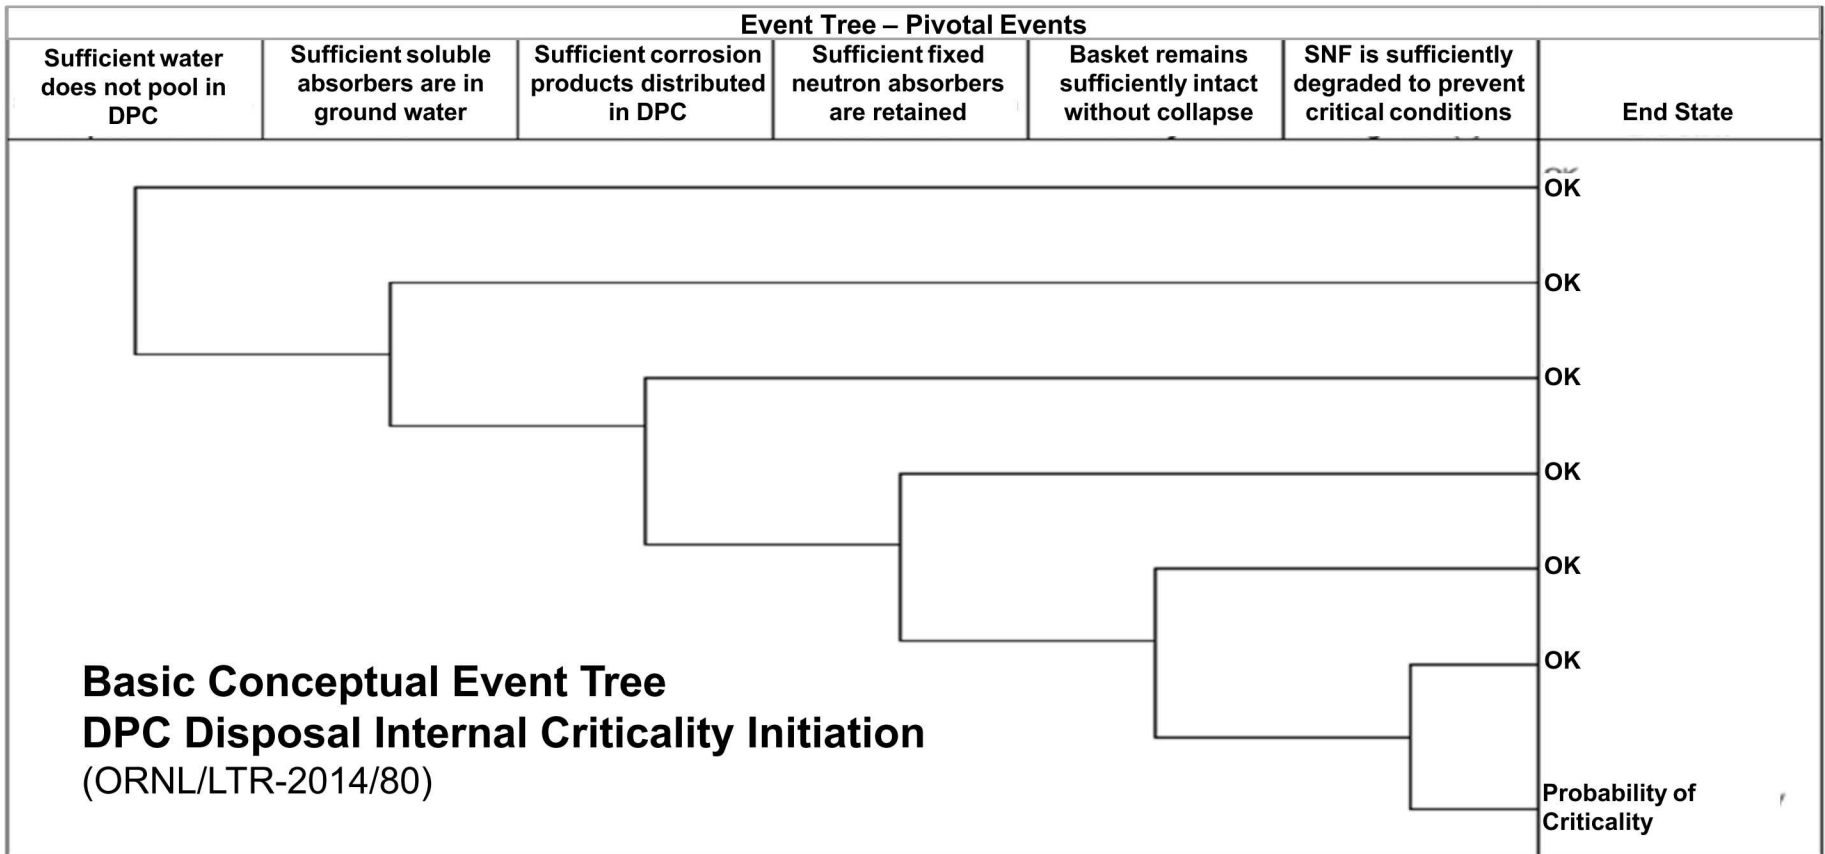 Event Tree – Pivotal Events
Sufficient water
does not pool in
DPC
Sufficient soluble
absorbers are in
ground water
Sufficient corrosion
products distributed
in DPC
Sufficient fixed
neutron absorbers
are retained
Basket remains
sufficiently intact
without collapse
SNF is sufficiently
degraded to prevent
critical conditions
End State
OK
OK
OK
OK
OK
OK
Probability of
Criticality
Basic Conceptual Event Tree
DPC Disposal Internal Criticality Initiation
(ORNL/LTR-2014/80)